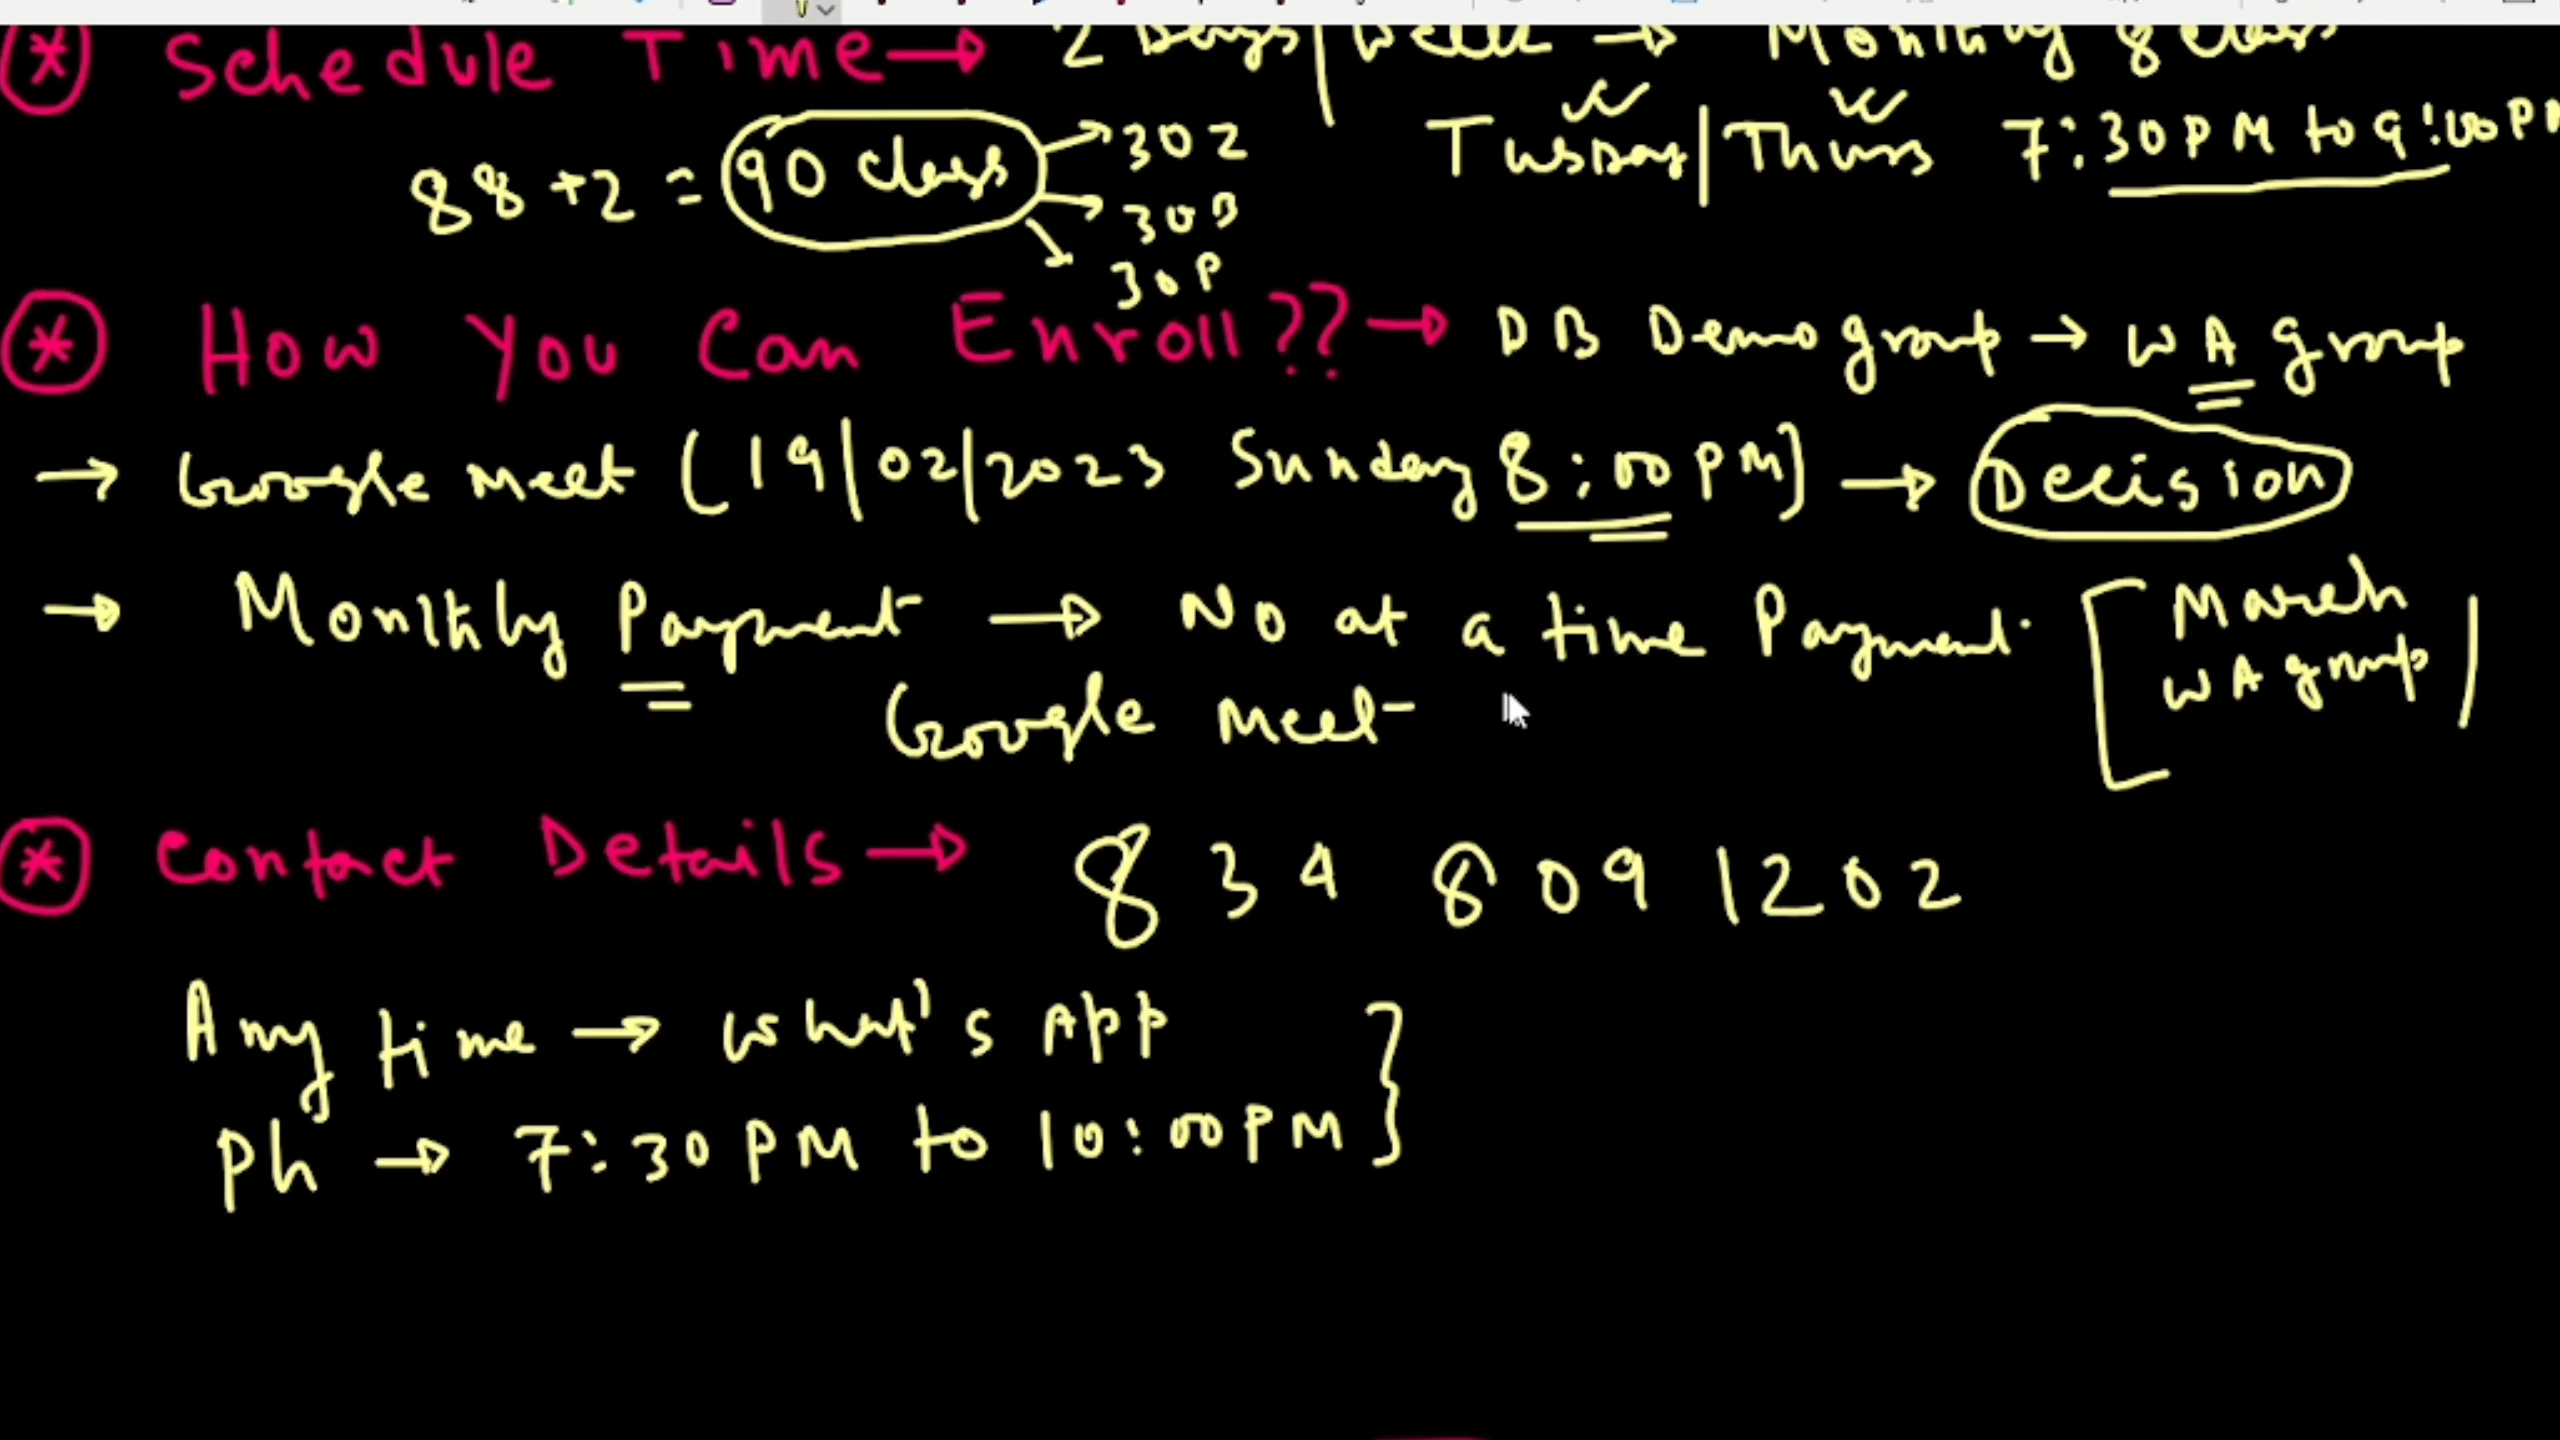 * Schedule Time → 2 Days/Week → Monthly 8 class
88 + 2 = 90 class → 30 Z Tusday/Thurs 7:30 PM to 9:00 PM
→ 30 B
→ 30 P
* How You Can Enroll?? → DB Demo group → WA group
→ Google Meet (19/02/2023 Sunday 8:00 PM) → Decision
→ Monthly Payment → No at a time Payment. [March
WA group]
Google Meet
* Contact Details → 834 809 1202
Any time → What's App }
Ph → 7:30 PM to 10:00 PM